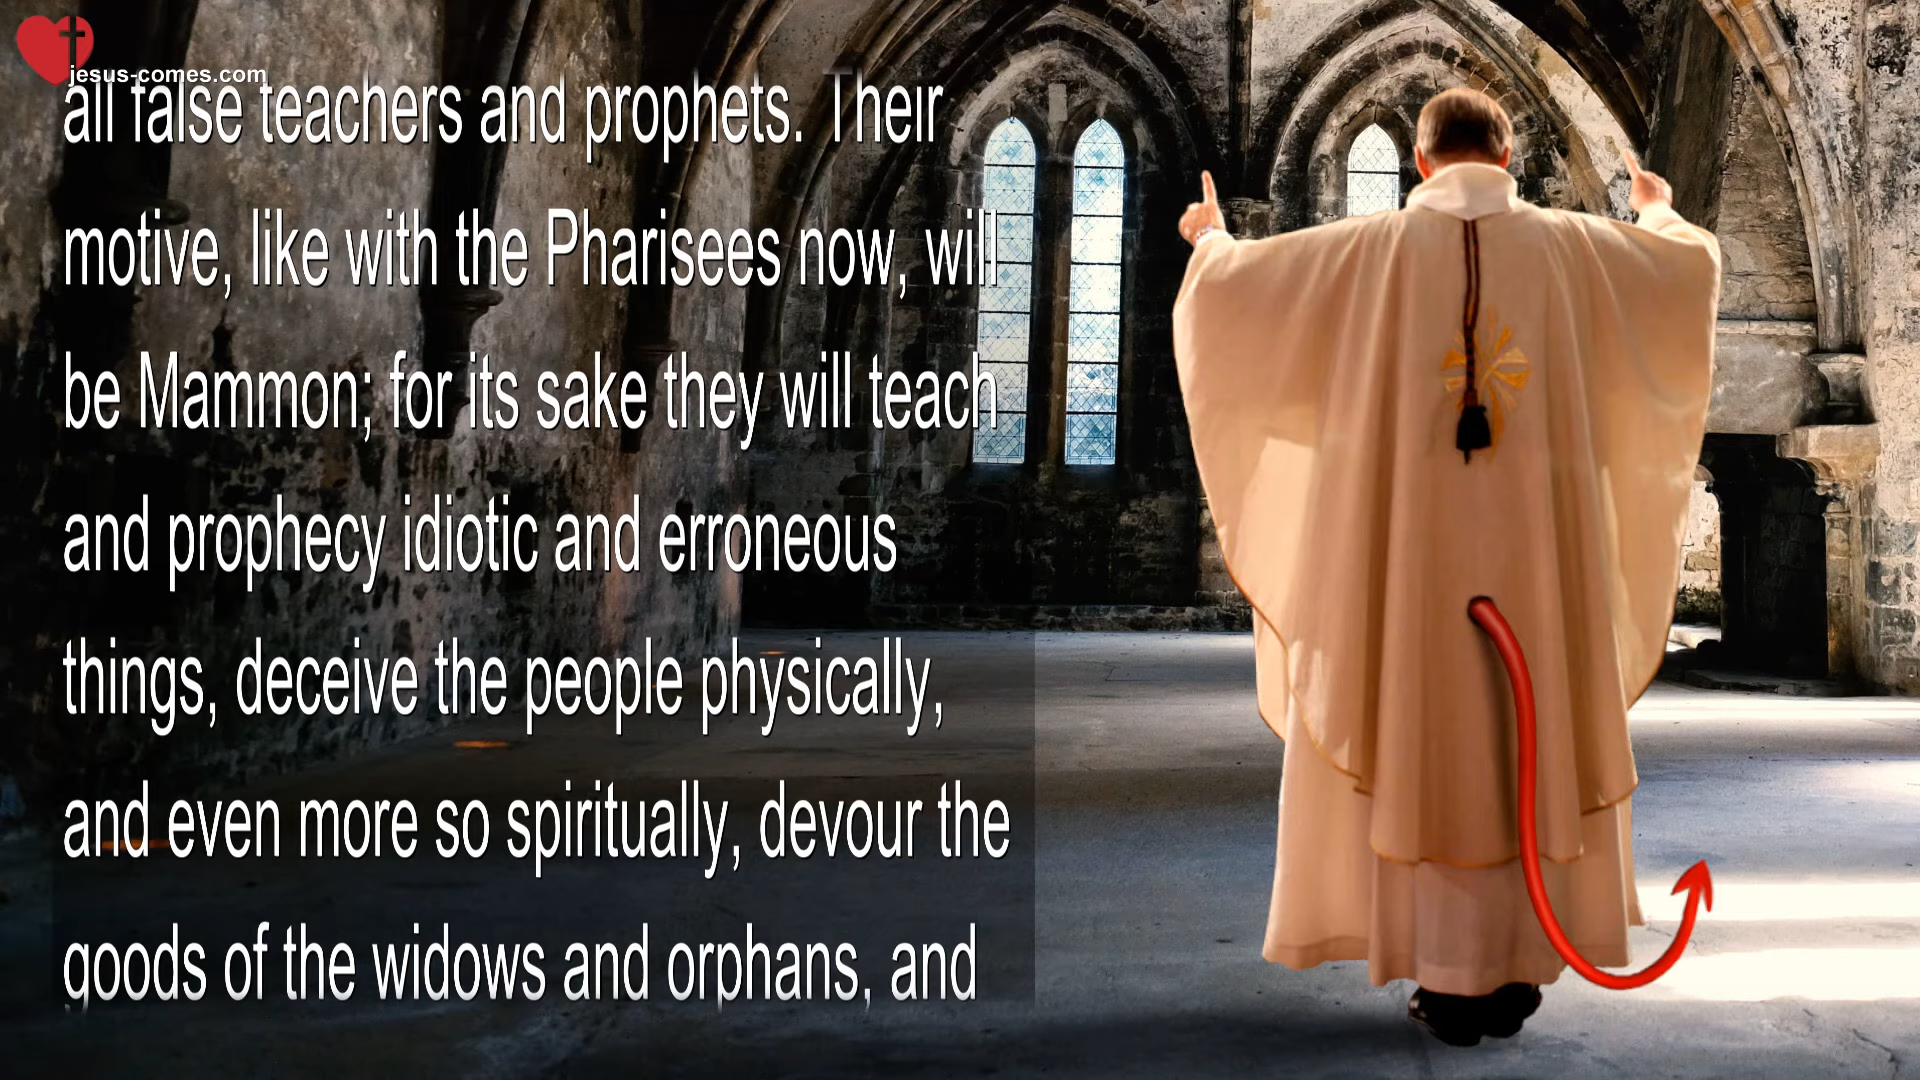 jesus-comes.com
all false teachers and prophets. Their
motive, like with the Pharisees now, will
be Mammon; for its sake they will teach
and prophecy idiotic and erroneous
things, deceive the people physically,
and even more so spiritually, devour the
goods of the widows and orphans, and